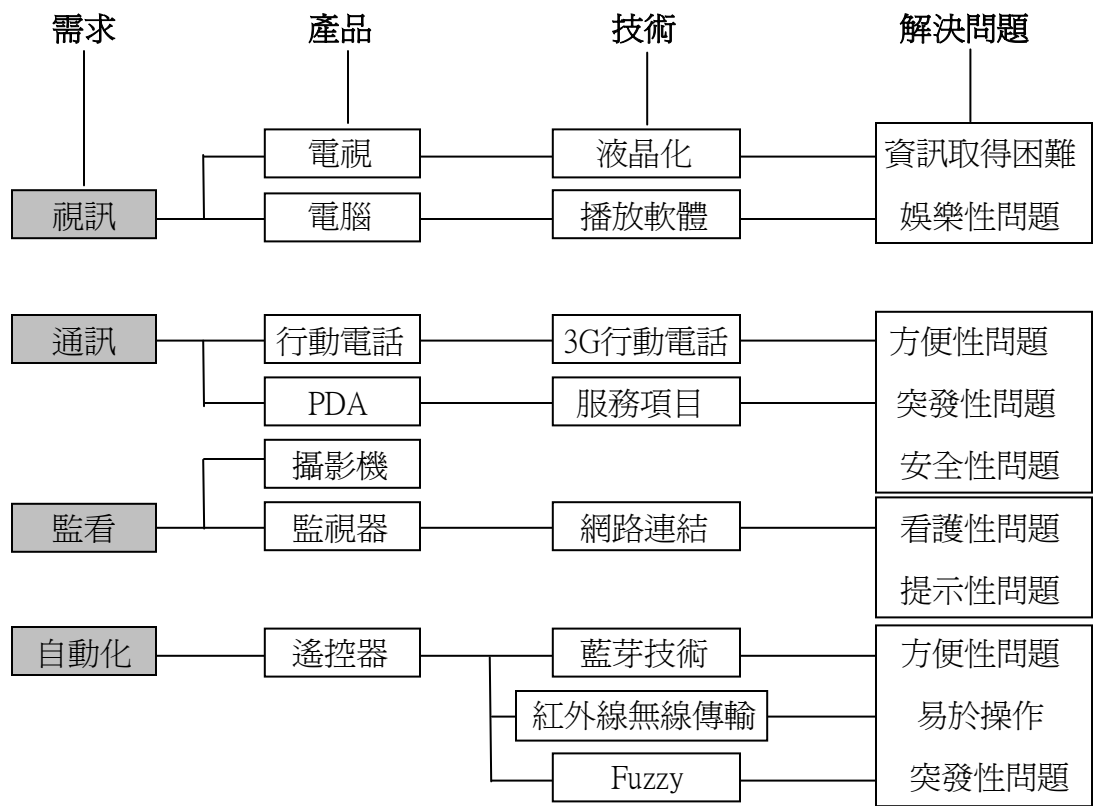 需求 產品 技術 解決問題
電視 液晶化 資訊取得困難
視訊 電腦 播放軟體 娛樂性問題
通訊 行動電話 3G行動電話 方便性問題
PDA 服務項目 突發性問題
攝影機 安全性問題
監看 監視器 網路連結 看護性問題
提示性問題
自動化 遙控器 藍芽技術 方便性問題
紅外線無線傳輸 易於操作
Fuzzy 突發性問題